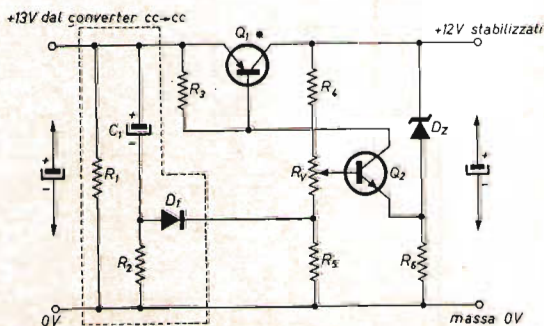 +13V dal converter cc→cc
Q1 *
+12V stabilizzati
R3
R4
C1
+
-
DZ
+
-
R1
RV
Q2
+
-
D1
R2
R5
R6
0V
massa 0V